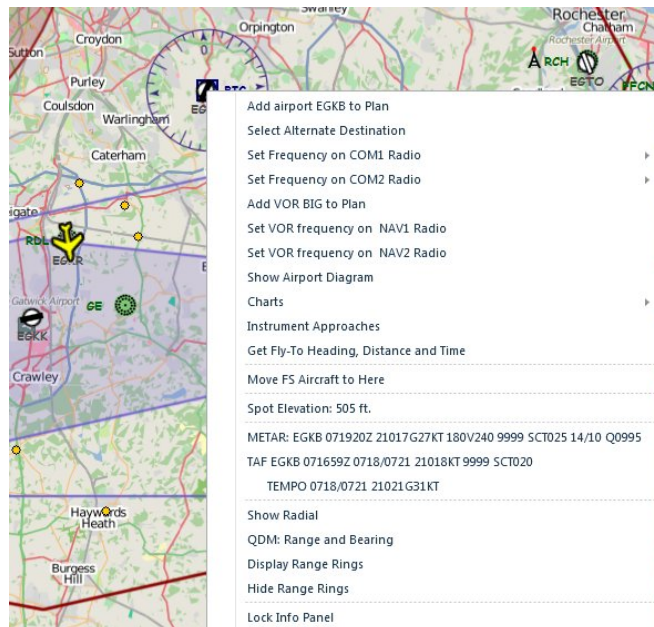 Swanley
Croydon
Orpington
Rochester
Chatham
Sutton
Rochester Airport
0
RCH
Purley
BIG
EGTO
Coulsdon
EG
Warlingham
Caterham
RDL
EGKR
Gatwick Airport
GE
EGKK
Crawley
Haywards
Heath
Burgess
Hill
Add airport EGKB to Plan
Select Alternate Destination
Set Frequency on COM1 Radio
Set Frequency on COM2 Radio
Add VOR BIG to Plan
Set VOR frequency on NAV1 Radio
Set VOR frequency on NAV2 Radio
Show Airport Diagram
Charts
Instrument Approaches
Get Fly-To Heading, Distance and Time
Move FS Aircraft to Here
Spot Elevation: 505 ft.
METAR: EGKB 071920Z 21017G27KT 180V240 9999 SCT025 14/10 Q0995
TAF EGKB 071659Z 0718/0721 21018KT 9999 SCT020
TEMPO 0718/0721 21021G31KT
Show Radial
QDM: Range and Bearing
Display Range Rings
Hide Range Rings
Lock Info Panel